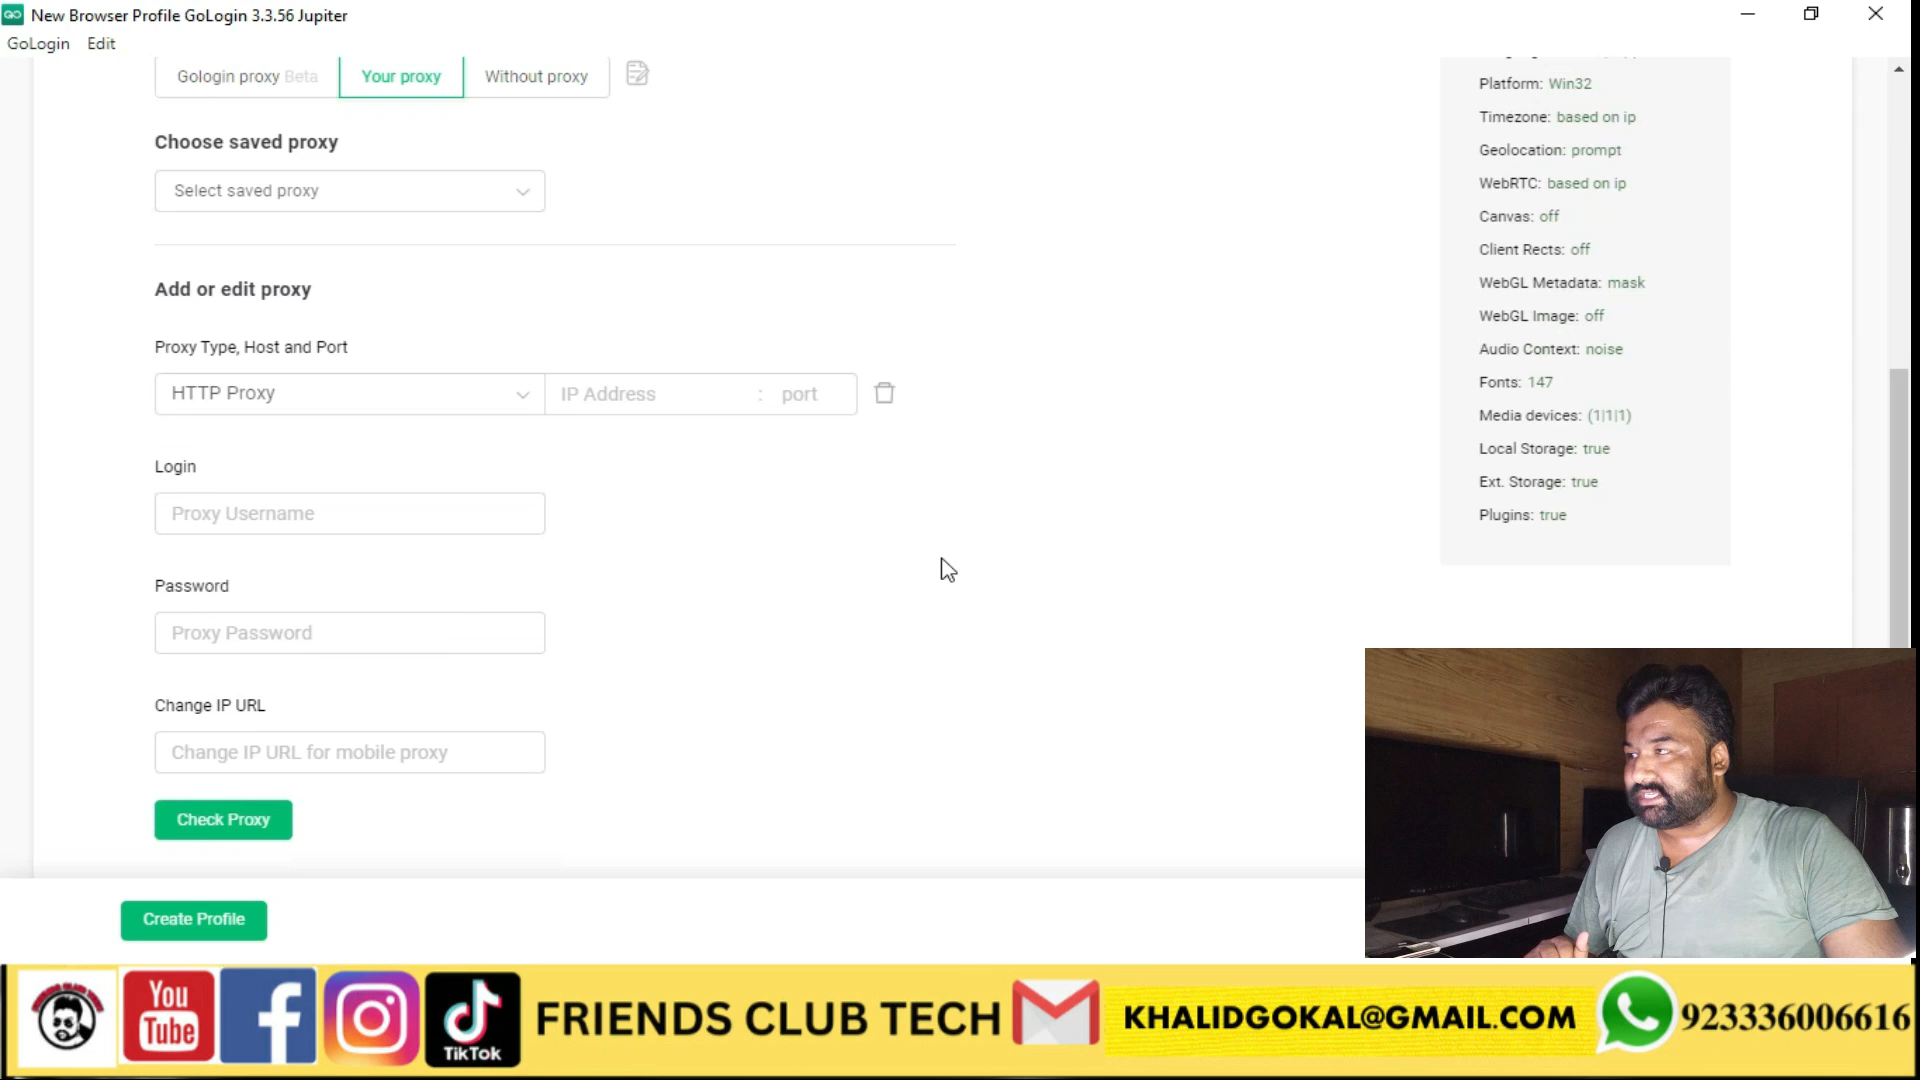 New Browser Profile GoLogin 3.3.56 Jupiter
GoLogin Edit
Gologin proxy Beta
Your proxy
Without proxy
Choose saved proxy
Select saved proxy
Add or edit proxy
Proxy Type, Host and Port
HTTP Proxy
IP Address : port
Login
Proxy Username
Password
Proxy Password
Change IP URL
Change IP URL for mobile proxy
Check Proxy
Create Profile
Platform: Win32
Timezone: based on ip
Geolocation: prompt
WebRTC: based on ip
Canvas: off
Client Rects: off
WebGL Metadata: mask
WebGL Image: off
Audio Context: noise
Fonts: 147
Media devices: (1|1|1)
Local Storage: true
Ext. Storage: true
Plugins: true
You
Tube
TikTok
FRIENDS CLUB TECH
KHALIDGOKAL@GMAIL.COM
923336006616